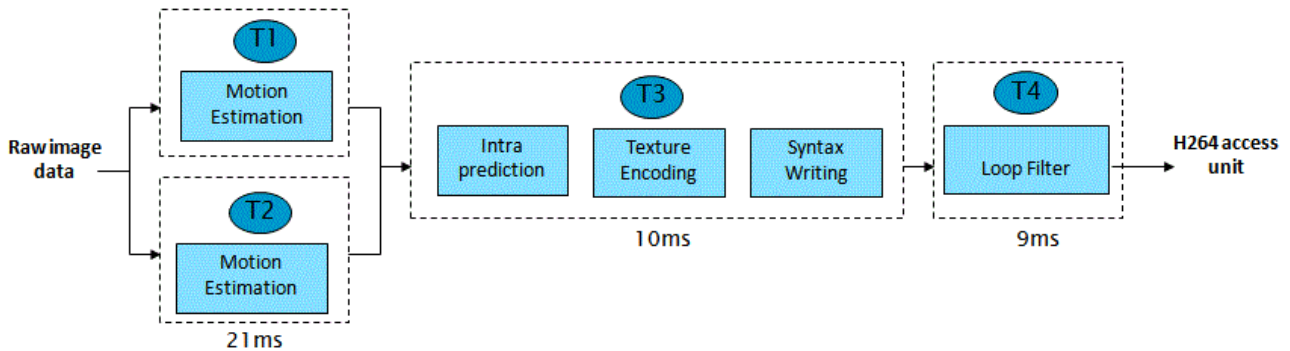 Raw image
data
T1
Motion
Estimation
T2
Motion
Estimation
21ms
T3
Intra
prediction
Texture
Encoding
Syntax
Writing
10ms
T4
Loop Filter
9ms
H264 access
unit